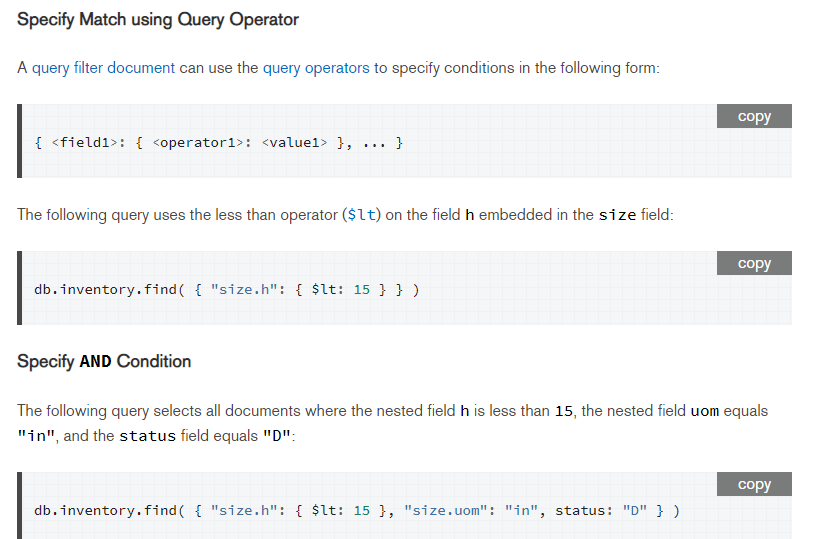 Specify Match using Query Operator
A query filter document can use the query operators to specify conditions in the following form:
copy
{ <field1>: { <operator1>: <value1> }, ... }
The following query uses the less than operator ($lt) on the field h embedded in the size field:
copy
db.inventory.find( { "size.h": { $lt: 15 } } )
Specify AND Condition
The following query selects all documents where the nested field h is less than 15, the nested field uom equals
"in", and the status field equals "D":
copy
db.inventory.find( { "size.h": { $lt: 15 }, "size.uom": "in", status: "D" } )